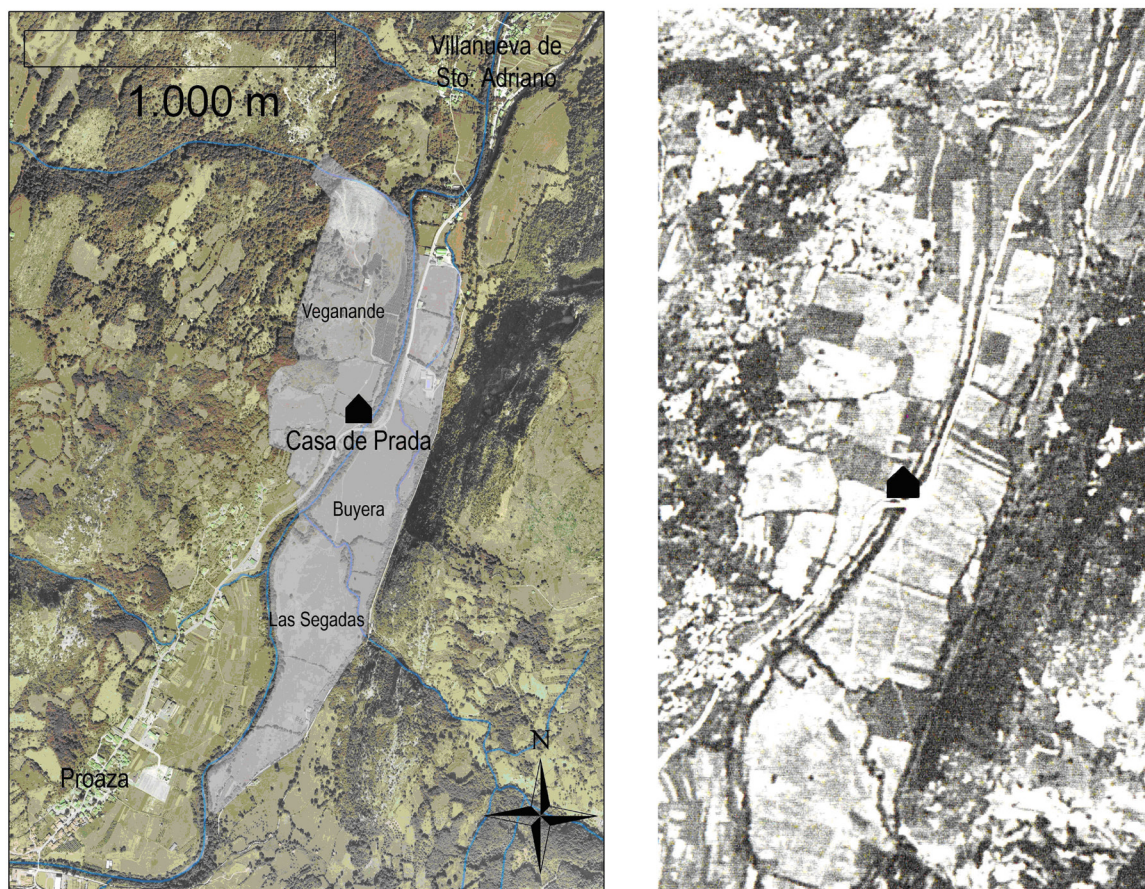 Villanueva de
Sto. Adriano
1.000 m
Veganande
Casa de Prada
Buyera
Las Segadas
N
Proaza